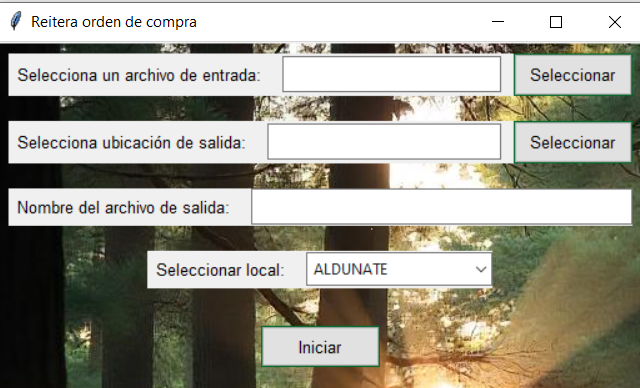 Reitera orden de compra
Selecciona un archivo de entrada: Seleccionar
Selecciona ubicación de salida: Seleccionar
Nombre del archivo de salida:
Seleccionar local: ALDUNATE
Iniciar